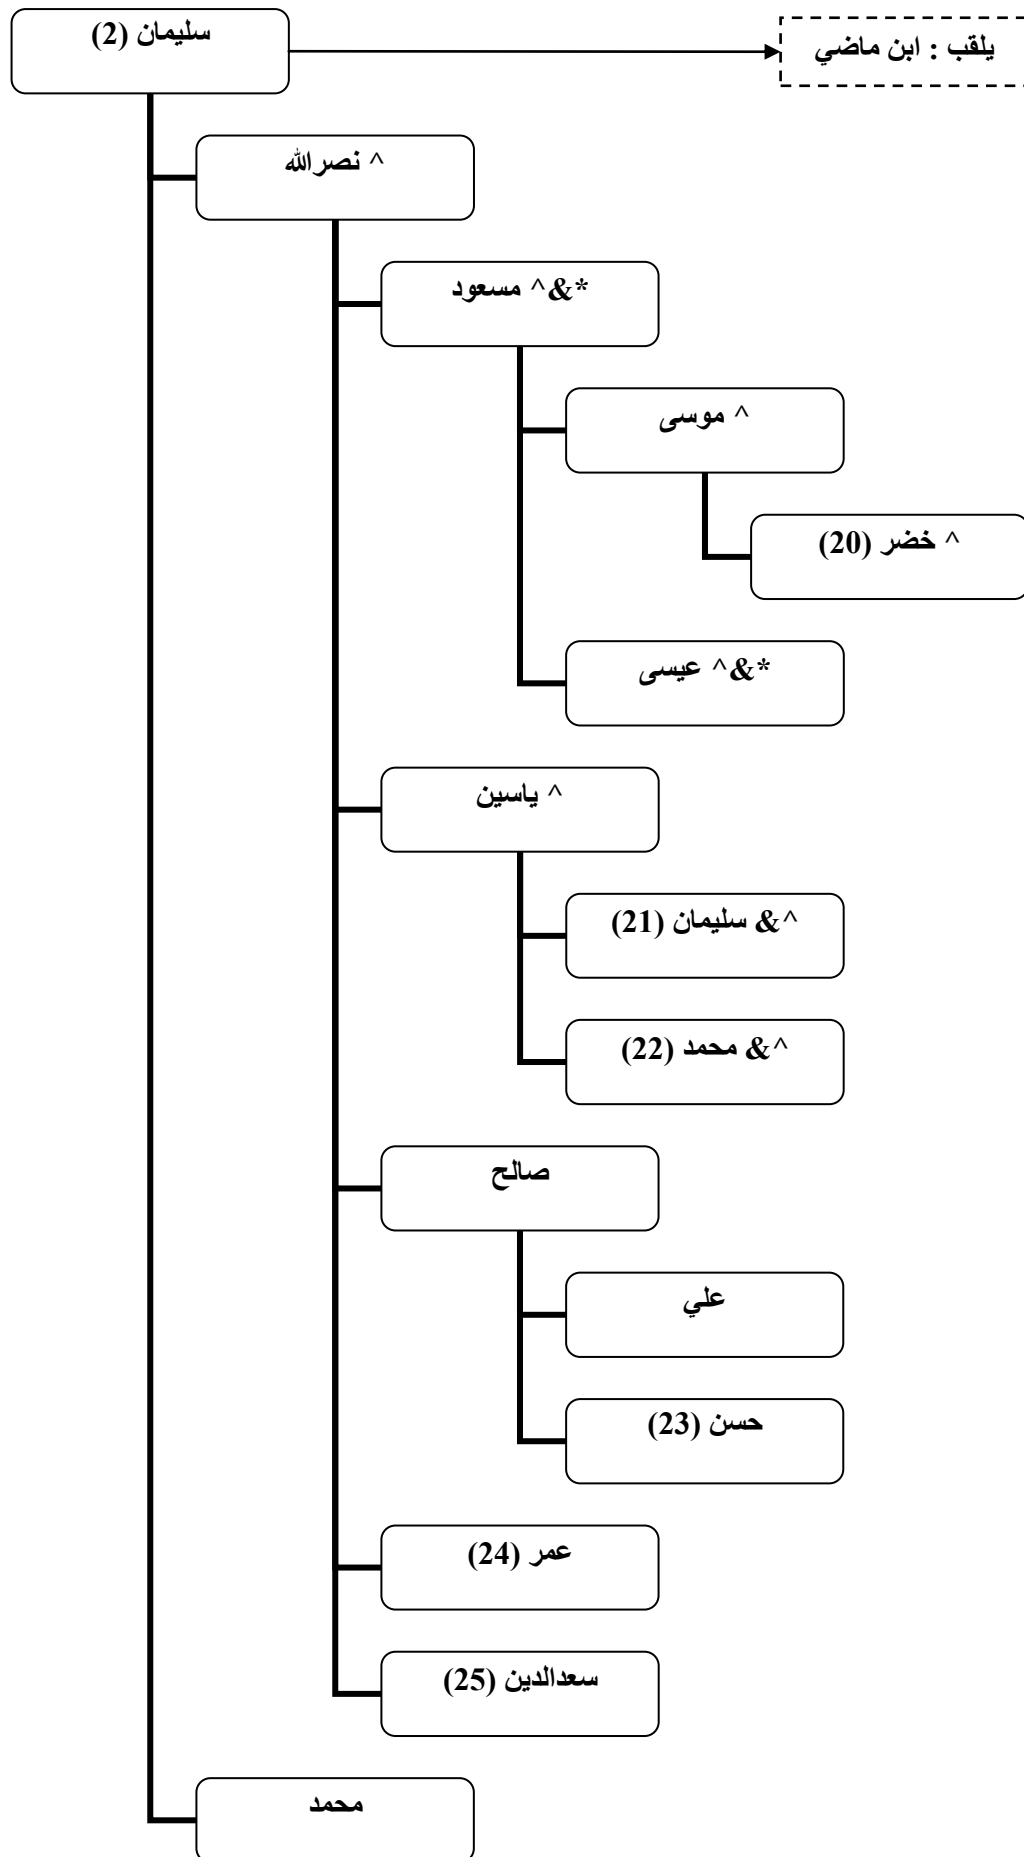 سليمان (2)
يلقب : ابن ماضي
^ نصرالله
*&^ مسعود
^ موسى
^ خضر (20)
*&^ عيسى
^ ياسين
^& سليمان (21)
^& محمد (22)
صالح
علي
حسن (23)
عمر (24)
سعدالدين (25)
محمد